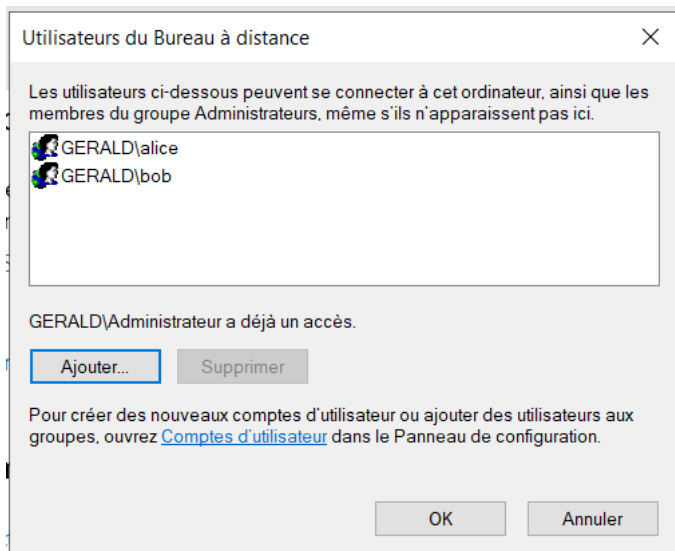 Utilisateurs du Bureau à distance
Les utilisateurs ci-dessous peuvent se connecter à cet ordinateur, ainsi que les
membres du groupe Administrateurs, même s'ils n'apparaissent pas ici.
GERALD\alice
GERALD\bob
GERALD\Administrateur a déjà un accès.
Ajouter...
Supprimer
Pour créer des nouveaux comptes d'utilisateur ou ajouter des utilisateurs aux
groupes, ouvrez Comptes d'utilisateur dans le Panneau de configuration.
OK
Annuler